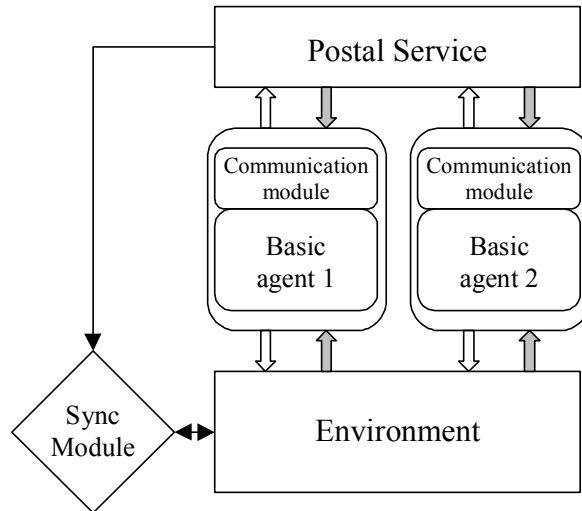 Postal Service
Communication
module
Basic
agent 1
Communication
module
Basic
agent 2
Sync
Module
Environment